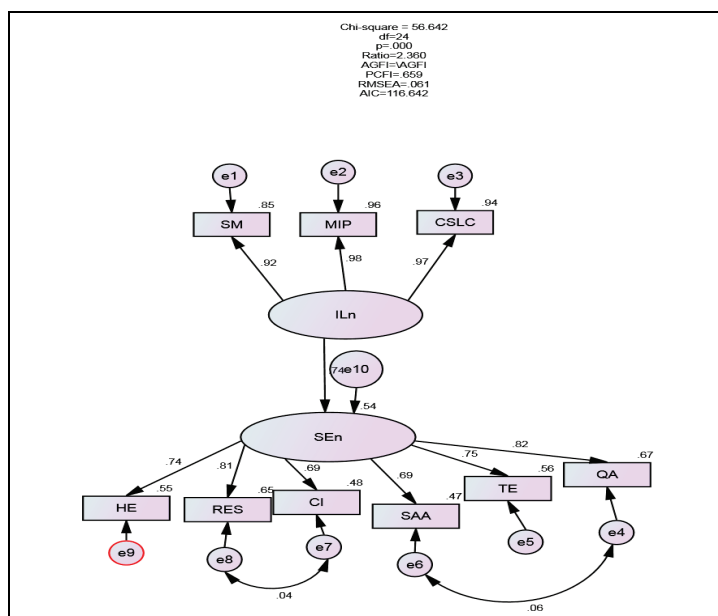 Chi-square = 56.642
df=24
p=.000
Ratio=2.360
AGFI=\AGFI
PCFI=.659
RMSEA=.061
AIC=116.642
e1 e2 e3
.85 .96 .94
SM MIP CSLC
.92 .98 .97
ILn
.74 e10
.54
SEn
.74 .81 .69 .69 .75 .82
.55 .65 .48 .47 .56 .67
HE RES CI SAA TE QA
e9 e8 e7 e6 e5 e4
.04 .06